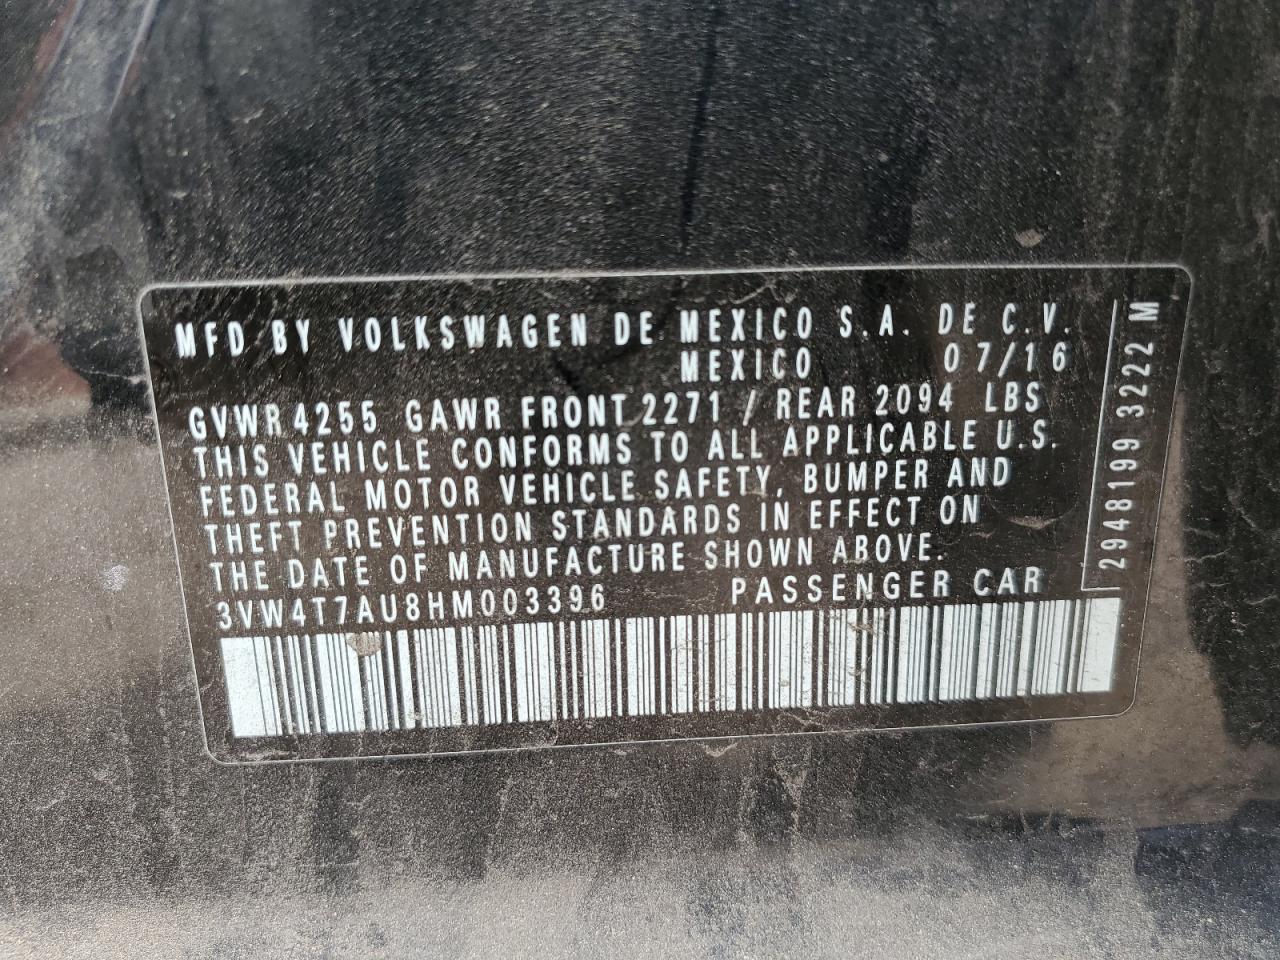 MFD BY VOLKSWAGEN DE MEXICO S.A. DE C.V.
MEXICO 07/16
GVWR 4255 GAWR FRONT 2271 / REAR 2094 LBS
THIS VEHICLE CONFORMS TO ALL APPLICABLE U.S.
FEDERAL MOTOR VEHICLE SAFETY, BUMPER AND
THEFT PREVENTION STANDARDS IN EFFECT ON
THE DATE OF MANUFACTURE SHOWN ABOVE.
3VW4T7AU8HM003396 PASSENGER CAR
2948199 3222 M